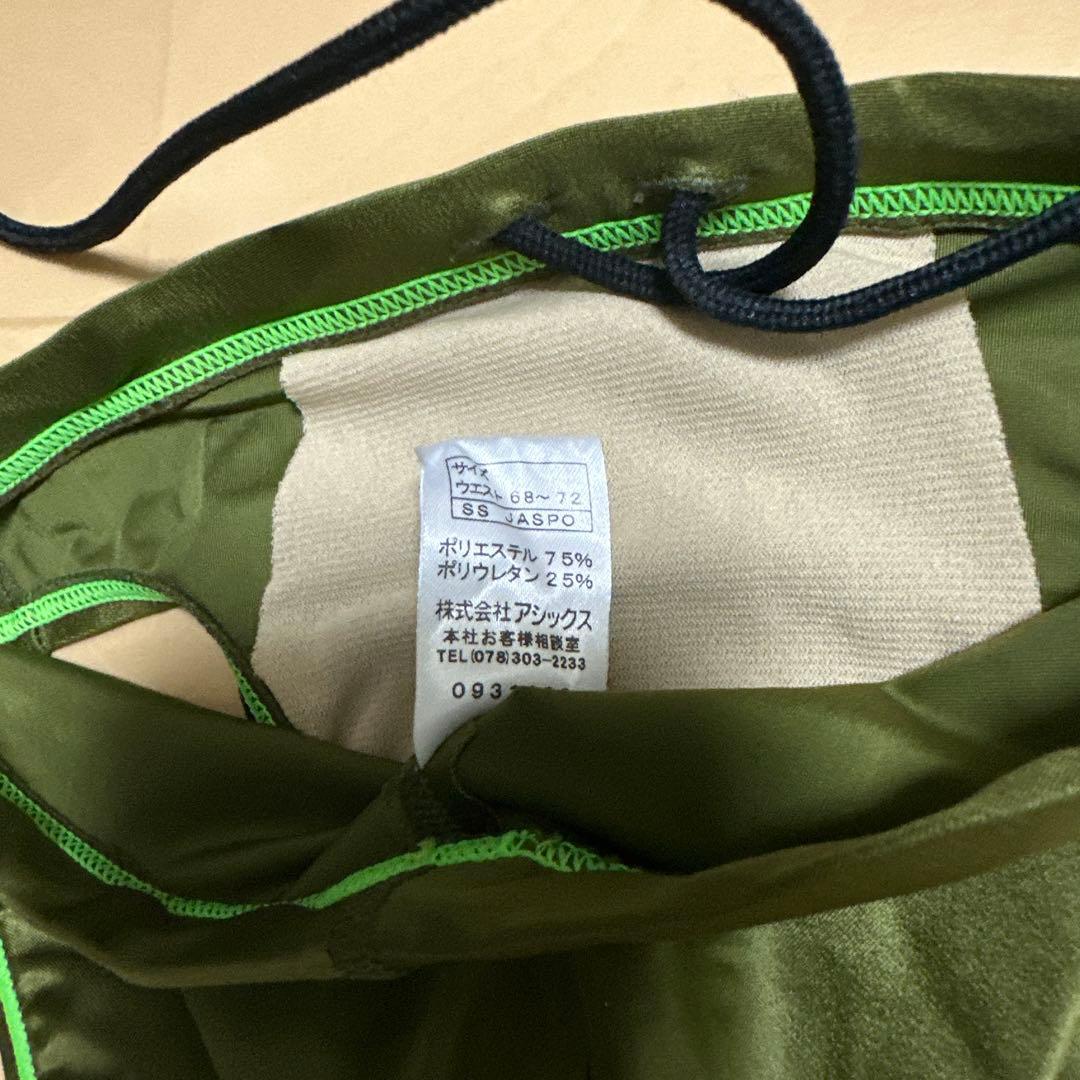 サイズ
ウエスト 68〜72
SS JASPO
ポリエステル 75%
ポリウレタン 25%
株式会社アシックス
本社お客様相談室
TEL(078)303-2233